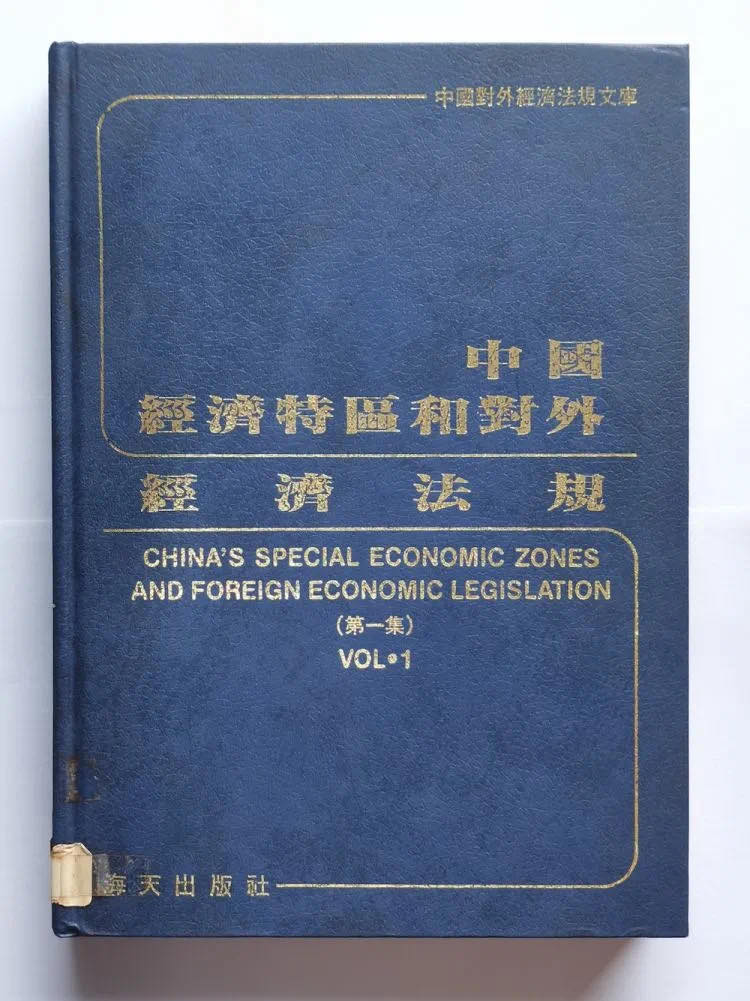 中國對外經濟法規文庫
中國
經濟特區和對外
經濟法規
CHINA'S SPECIAL ECONOMIC ZONES
AND FOREIGN ECONOMIC LEGISLATION
(第一集)
VOL•1
海天出版社